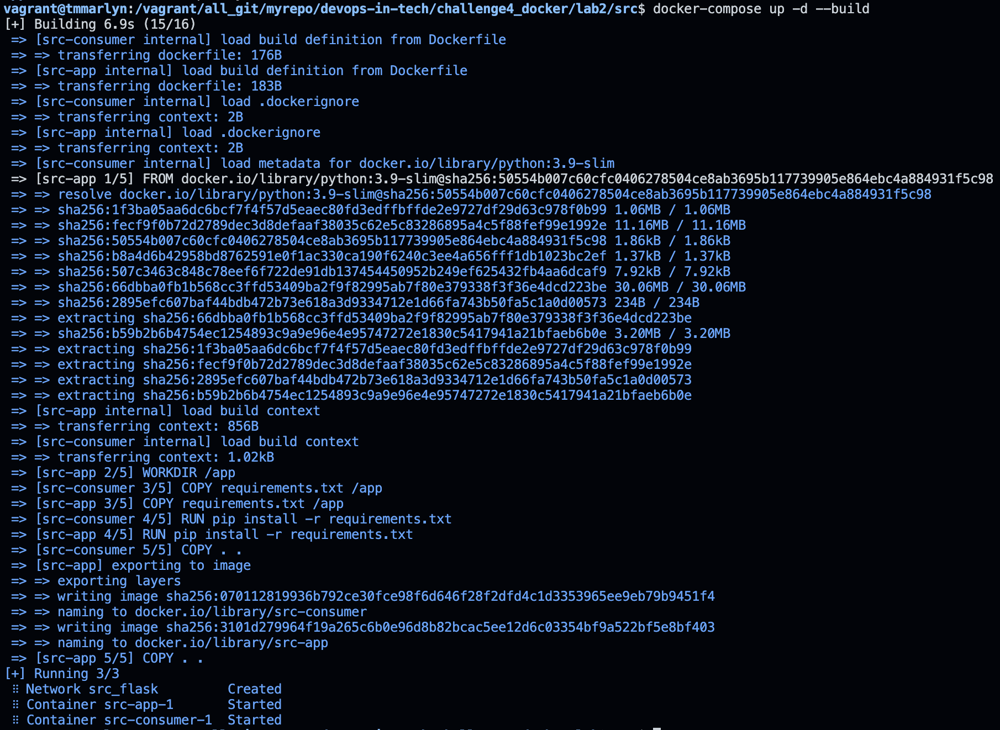 vagrant@tmmarlyn:/vagrant/all_git/myrepo/devops-in-tech/challenge4_docker/lab2/src$ docker-compose up -d --build
[+] Building 6.9s (15/16)
=> [src-consumer internal] load build definition from Dockerfile
=> => transferring dockerfile: 176B
=> [src-app internal] load build definition from Dockerfile
=> => transferring dockerfile: 183B
=> [src-consumer internal] load .dockerignore
=> => transferring context: 2B
=> [src-app internal] load .dockerignore
=> => transferring context: 2B
=> [src-consumer internal] load metadata for docker.io/library/python:3.9-slim
=> [src-app 1/5] FROM docker.io/library/python:3.9-slim@sha256:50554b007c60cfc0406278504ce8ab3695b117739905e864ebc4a884931f5c98
=> => resolve docker.io/library/python:3.9-slim@sha256:50554b007c60cfc0406278504ce8ab3695b117739905e864ebc4a884931f5c98
=> => sha256:1f3ba05aa6dc6bcf7f4f57d5eaec80fd3edffbffde2e9727df29d63c978f0b99 1.06MB / 1.06MB
=> => sha256:fecf9f0b72d2789dec3d8defaaf38035c62e5c83286895a4c5f88fef99e1992e 11.16MB / 11.16MB
=> => sha256:50554b007c60cfc0406278504ce8ab3695b117739905e864ebc4a884931f5c98 1.86kB / 1.86kB
=> => sha256:b8a4d6b42958bd8762591e0f1ac330ca190f6240c3ee4a656fff1db1023bc2ef 1.37kB / 1.37kB
=> => sha256:507c3463c848c78eef6f722de91db137454450952b249ef625432fb4aa6dcaf9 7.92kB / 7.92kB
=> => sha256:66dbba0fb1b568cc3ffd53409ba2f9f82995ab7f80e379338f3f36e4dcd223be 30.06MB / 30.06MB
=> => sha256:2895efc607baf44bdb472b73e618a3d9334712e1d66fa743b50fa5c1a0d00573 234B / 234B
=> => extracting sha256:66dbba0fb1b568cc3ffd53409ba2f9f82995ab7f80e379338f3f36e4dcd223be
=> => sha256:b59b2b6b4754ec1254893c9a9e96e4e95747272e1830c5417941a21bfaeb6b0e 3.20MB / 3.20MB
=> => extracting sha256:1f3ba05aa6dc6bcf7f4f57d5eaec80fd3edffbffde2e9727df29d63c978f0b99
=> => extracting sha256:fecf9f0b72d2789dec3d8defaaf38035c62e5c83286895a4c5f88fef99e1992e
=> => extracting sha256:2895efc607baf44bdb472b73e618a3d9334712e1d66fa743b50fa5c1a0d00573
=> => extracting sha256:b59b2b6b4754ec1254893c9a9e96e4e95747272e1830c5417941a21bfaeb6b0e
=> [src-app internal] load build context
=> => transferring context: 856B
=> [src-consumer internal] load build context
=> => transferring context: 1.02kB
=> [src-app 2/5] WORKDIR /app
=> [src-consumer 3/5] COPY requirements.txt /app
=> [src-app 3/5] COPY requirements.txt /app
=> [src-consumer 4/5] RUN pip install -r requirements.txt
=> [src-app 4/5] RUN pip install -r requirements.txt
=> [src-consumer 5/5] COPY . .
=> [src-app] exporting to image
=> => exporting layers
=> => writing image sha256:070112819936b792ce30fce98f6d646f28f2dfd4c1d3353965ee9eb79b9451f4
=> => naming to docker.io/library/src-consumer
=> => writing image sha256:3101d279964f19a265c6b0e96d8b82bcac5ee12d6c03354bf9a522bf5e8bf403
=> => naming to docker.io/library/src-app
=> [src-app 5/5] COPY . .
[+] Running 3/3
⠿ Network src_flask Created
⠿ Container src-app-1 Started
⠿ Container src-consumer-1 Started